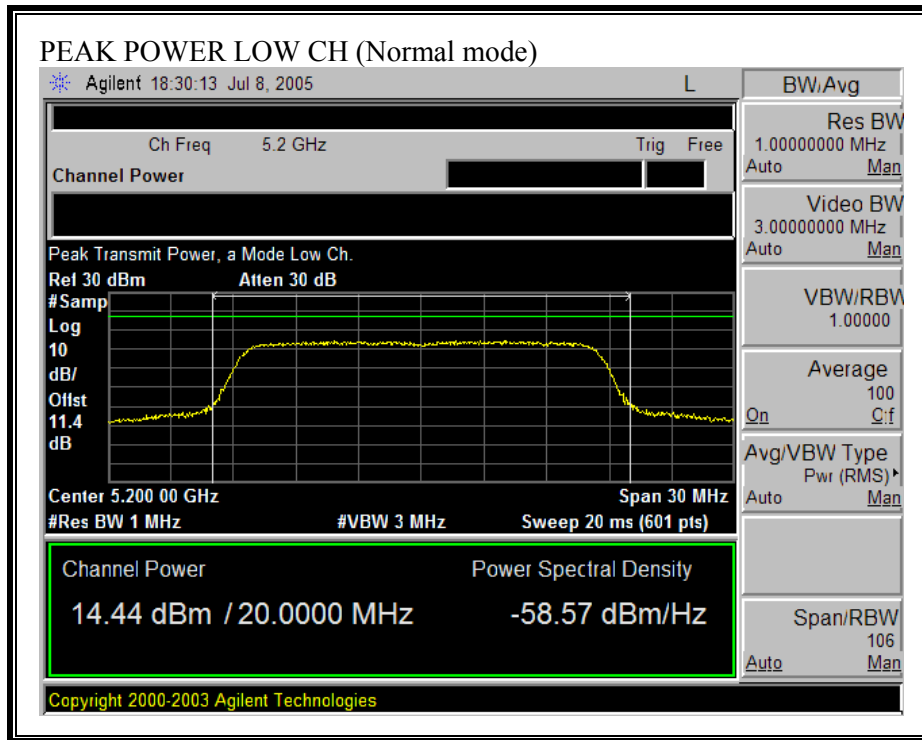 PEAK POWER LOW CH (Normal mode)
Agilent 18:30:13 Jul 8, 2005 L
Ch Freq 5.2 GHz Trig Free
Channel Power
Peak Transmit Power, a Mode Low Ch.
Ref 30 dBm Atten 30 dB
#Samp
Log
10
dB/
Offst
11.4
dB
Center 5.200 00 GHz Span 30 MHz
#Res BW 1 MHz #VBW 3 MHz Sweep 20 ms (601 pts)
Channel Power Power Spectral Density
14.44 dBm / 20.0000 MHz -58.57 dBm/Hz
Copyright 2000-2003 Agilent Technologies
BW/Avg
Res BW
1.00000000 MHz
Auto Man
Video BW
3.00000000 MHz
Auto Man
VBW/RBW
1.00000
Average
100
On Off
Avg/VBW Type
Pwr (RMS)
Auto Man
Span/RBW
106
Auto Man